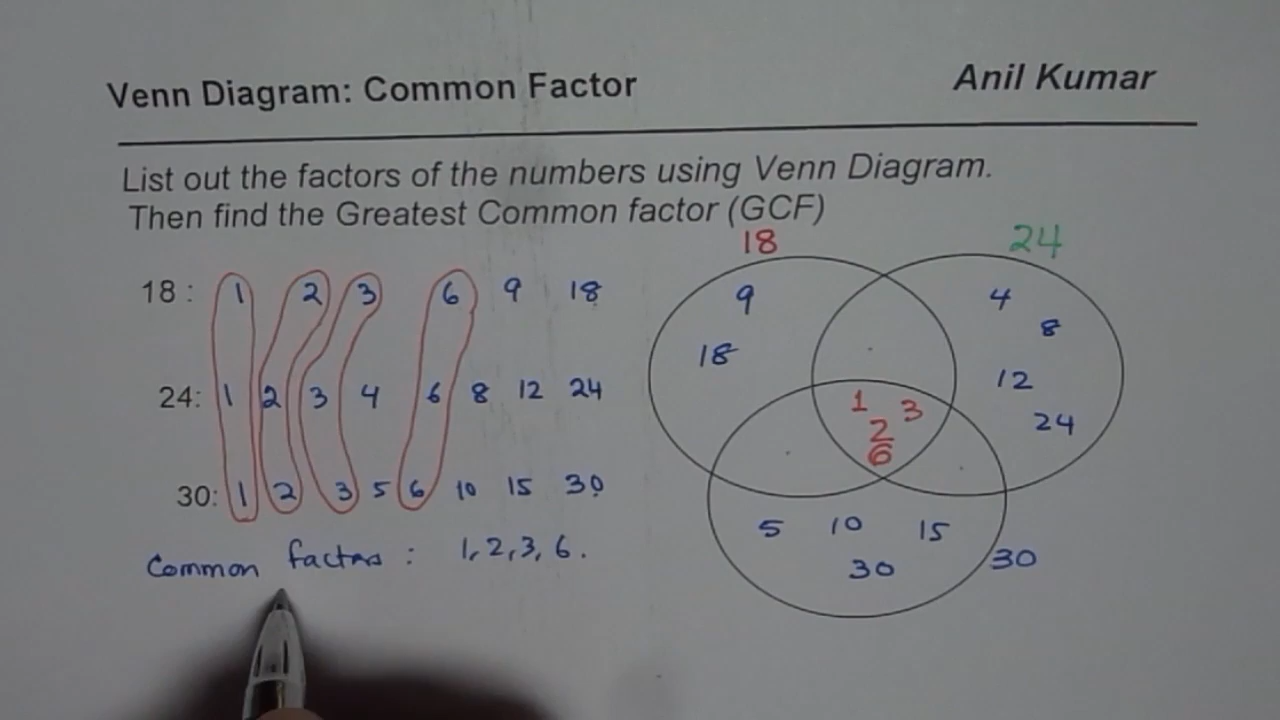 Venn Diagram: Common Factor
Anil Kumar
List out the factors of the numbers using Venn Diagram.
Then find the Greatest Common factor (GCF)
18 : 1 2 3 6 9 18
24: 1 2 3 4 6 8 12 24
30: 1 2 3 5 6 10 15 30
Common factors : 1, 2, 3, 6.
18
24
9
4
8
18
12
24
1 3
2
6
5 10 15
30
30